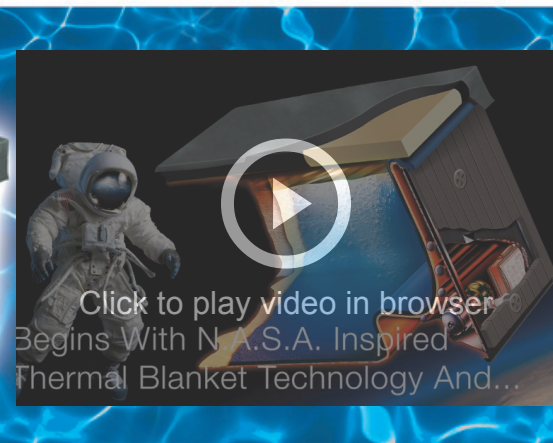 Click to play video in browser
Begins With N.A.S.A. Inspired
Thermal Blanket Technology And...